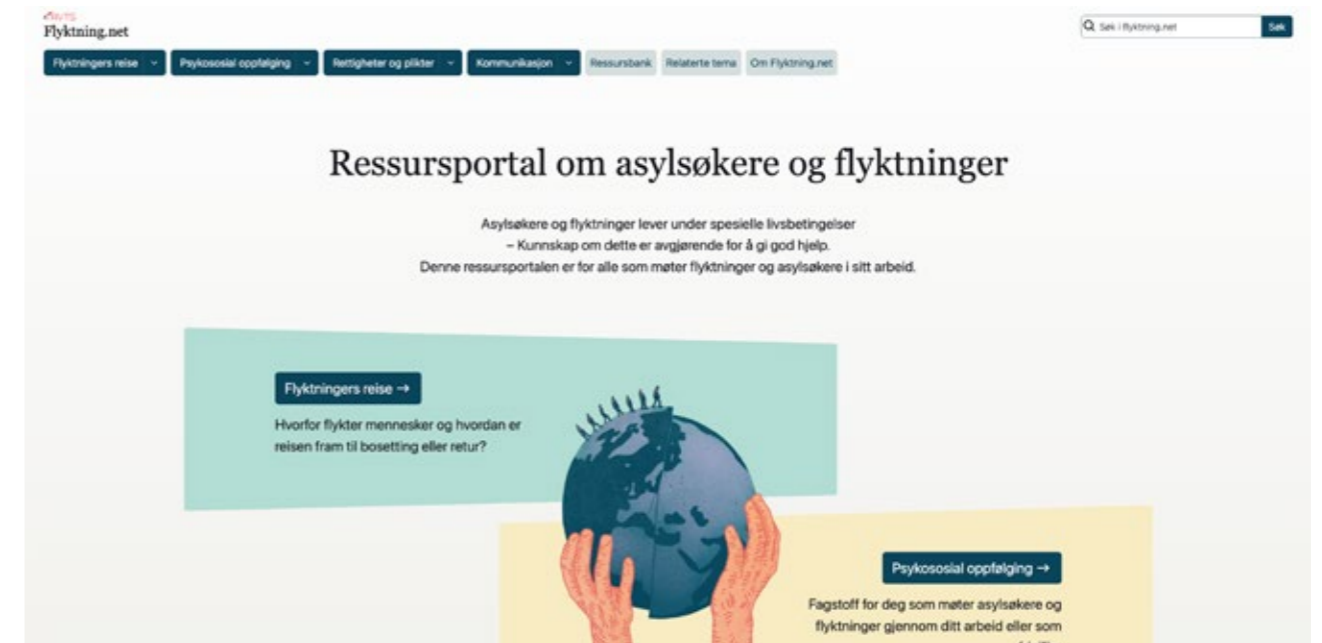 RVTS
Flyktning.net
Søk i flyktning.net
Søk
Flyktningers reise
Psykososial oppfølging
Rettigheter og plikter
Kommunikasjon
Ressursbank
Relaterte tema
Om Flyktning.net
Ressursportal om asylsøkere og flyktninger
Asylsøkere og flyktninger lever under spesielle livsbetingelser
– Kunnskap om dette er avgjørende for å gi god hjelp.
Denne ressursportalen er for alle som møter flyktninger og asylsøkere i sitt arbeid.
Flyktningers reise →
Hvorfor flykter mennesker og hvordan er
reisen fram til bosetting eller retur?
Psykososial oppfølging →
Fagstoff for deg som møter asylsøkere og
flyktninger gjennom ditt arbeid eller som